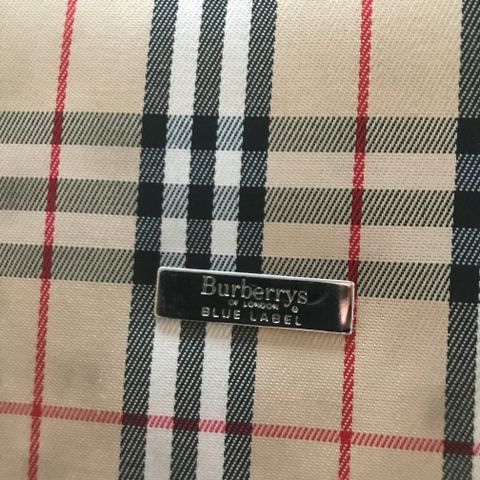 Burberrys
OF LONDON ®
BLUE LABEL